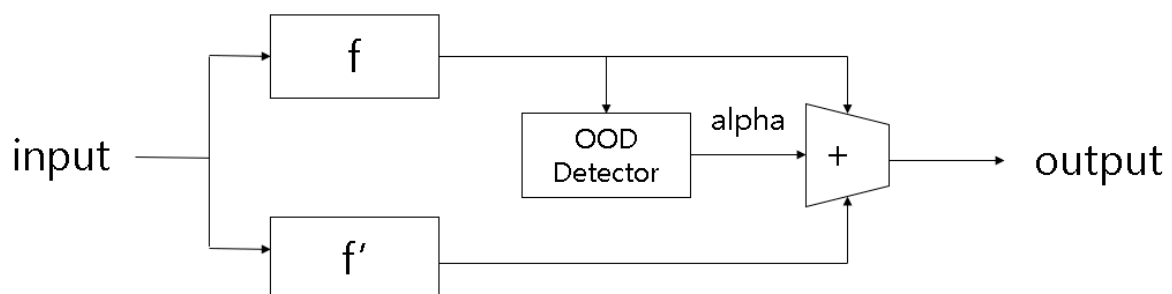 f
OOD
Detector
alpha
+
input
output
f′